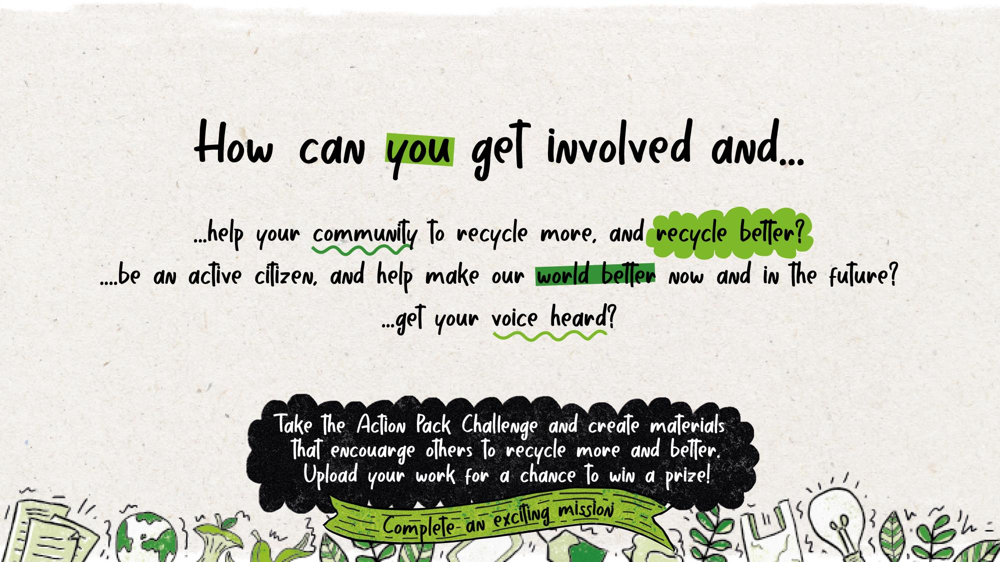 How can you get involved and...
...help your community to recycle more, and recycle better?
....be an active citizen, and help make our world better now and in the future?
...get your voice heard?
Take the Action Pack Challenge and create materials
that encouarge others to recycle more and better.
Upload your work for a chance to win a prize!
Complete an exciting mission